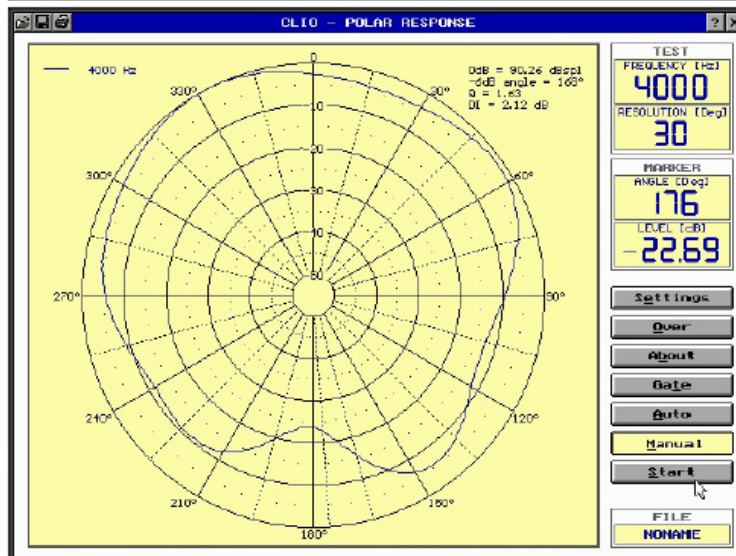 CLIO - POLAR RESPONSE
?
4000 Hz
0dB = 90.26 dBspl
-6dB angle = 168°
Q = 1.63
DI = 2.12 dB
0
330°
30°
10
20
300°
60°
30
40
50
270°
90°
240°
120°
210°
150°
180°
TEST
FREQUENCY [Hz]
4000
RESOLUTION [Deg]
30
MARKER
ANGLE [Deg]
176
LEVEL [dB]
-22.69
Settings
Over
About
Gate
Auto
Manual
Start
FILE
NONAME